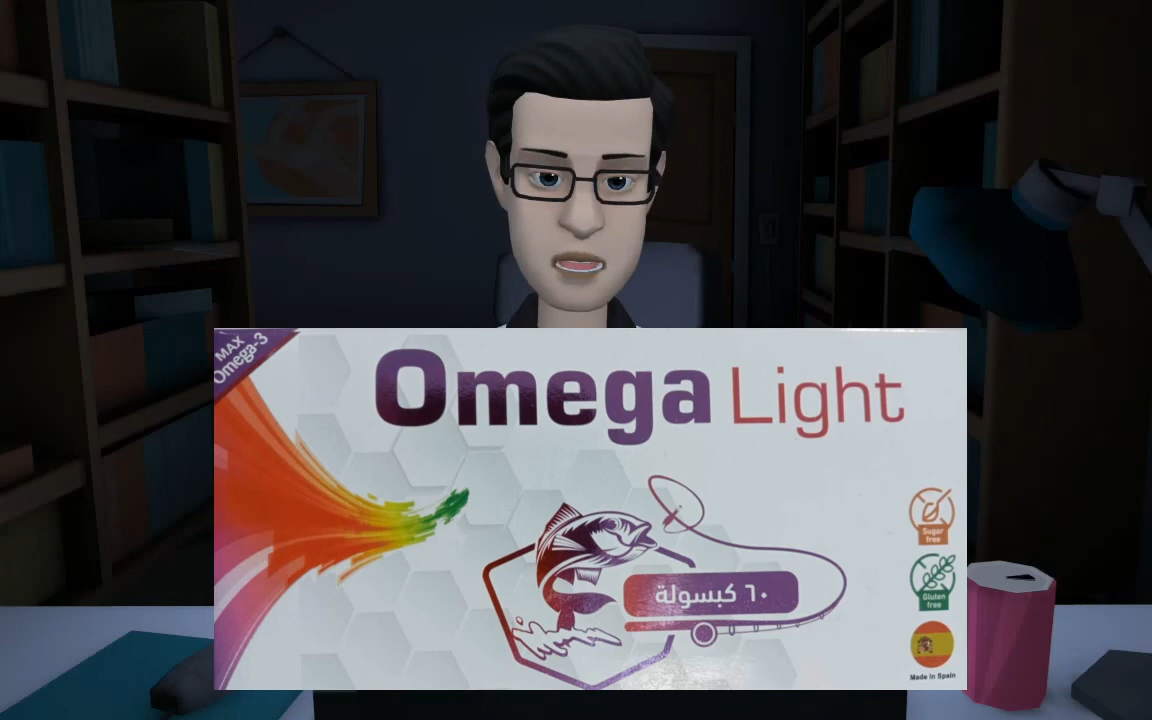 MAX
Omega-3
Omega Light
٦٠ كبسولة
Sugar
free
Gluten
free
Made in Spain